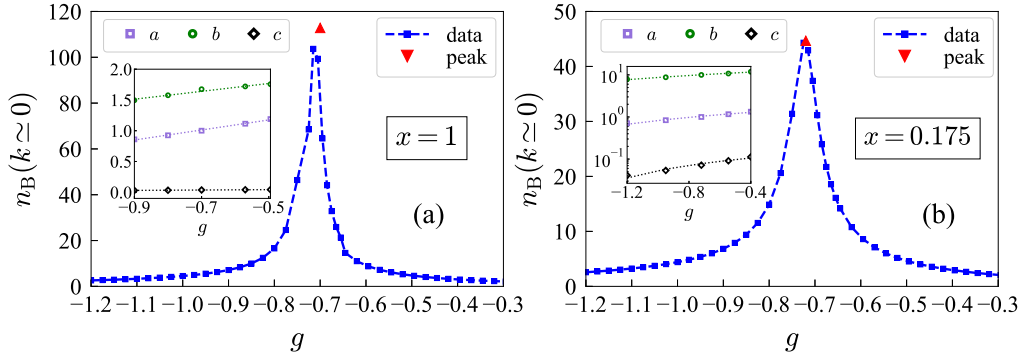 120
100
80
60
40
20
0
n_B(k ≃ 0)
a b c
data
peak
2.0
1.5
1.0
0.5
0.0
−0.9 −0.7 −0.5
g
x = 1
(a)
−1.2 −1.1 −1.0 −0.9 −0.8 −0.7 −0.6 −0.5 −0.4 −0.3
g
50
40
30
20
10
0
n_B(k ≃ 0)
a b c
data
peak
10^1
10^0
10^−1
−1.2 −0.8 −0.4
g
x = 0.175
(b)
−1.2 −1.1 −1.0 −0.9 −0.8 −0.7 −0.6 −0.5 −0.4 −0.3
g